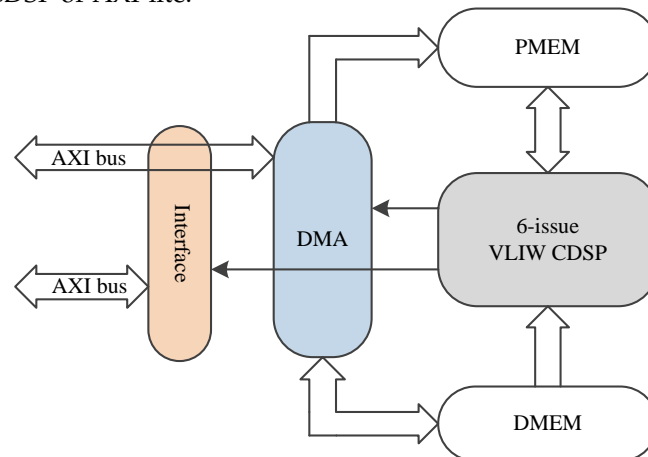 CDSP or AXI-lite.
PMEM
AXI bus
Interface
DMA
6-issue
VLIW CDSP
AXI bus
DMEM